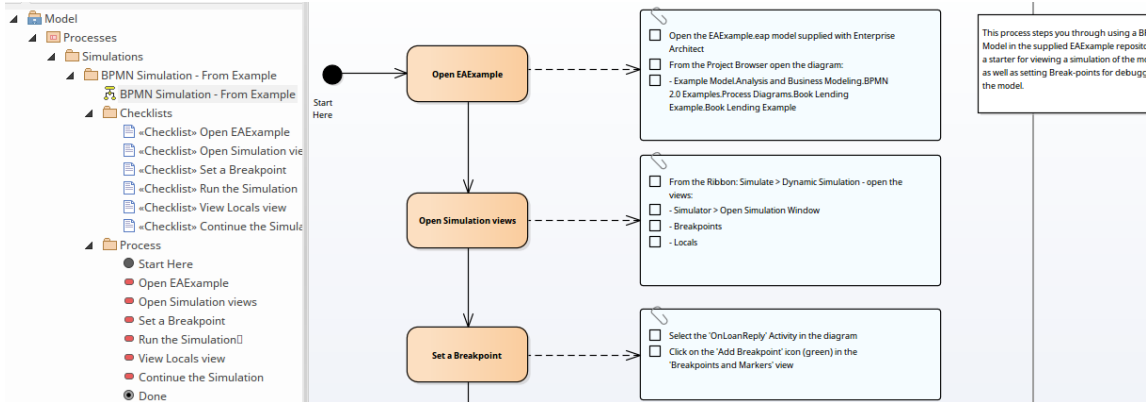 Model
Processes
Simulations
BPMN Simulation - From Example
BPMN Simulation - From Example
Checklists
«Checklist» Open EAExample
«Checklist» Open Simulation vie
«Checklist» Set a Breakpoint
«Checklist» Run the Simulation
«Checklist» View Locals view
«Checklist» Continue the Simula
Process
Start Here
Open EAExample
Open Simulation views
Set a Breakpoint
Run the Simulation
View Locals view
Continue the Simulation
Done
Start
Here
Open EAExample
Open the EAExample.eap model supplied with Enterprise
Architect
From the Project Browser open the diagram:
- Example Model.Analysis and Business Modeling.BPMN
2.0 Examples.Process Diagrams.Book Lending
Example.Book Lending Example
This process steps you through using a BP
Model in the supplied EAExample reposito
a starter for viewing a simulation of the mo
as well as setting Break-points for debugg
the model.
Open Simulation views
From the Ribbon: Simulate > Dynamic Simulation - open the
views:
- Simulator > Open Simulation Window
- Breakpoints
- Locals
Set a Breakpoint
Select the 'OnLoanReply' Activity in the diagram
Click on the 'Add Breakpoint' icon (green) in the
'Breakpoints and Markers' view